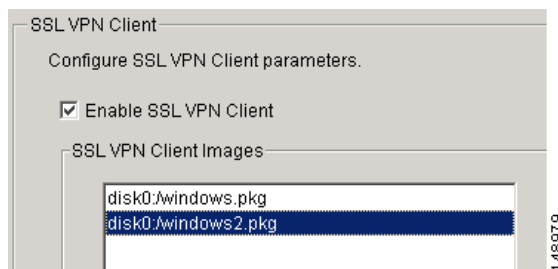 SSL VPN Client
Configure SSL VPN Client parameters.
Enable SSL VPN Client
SSL VPN Client Images
disk0:/windows.pkg
disk0:/windows2.pkg